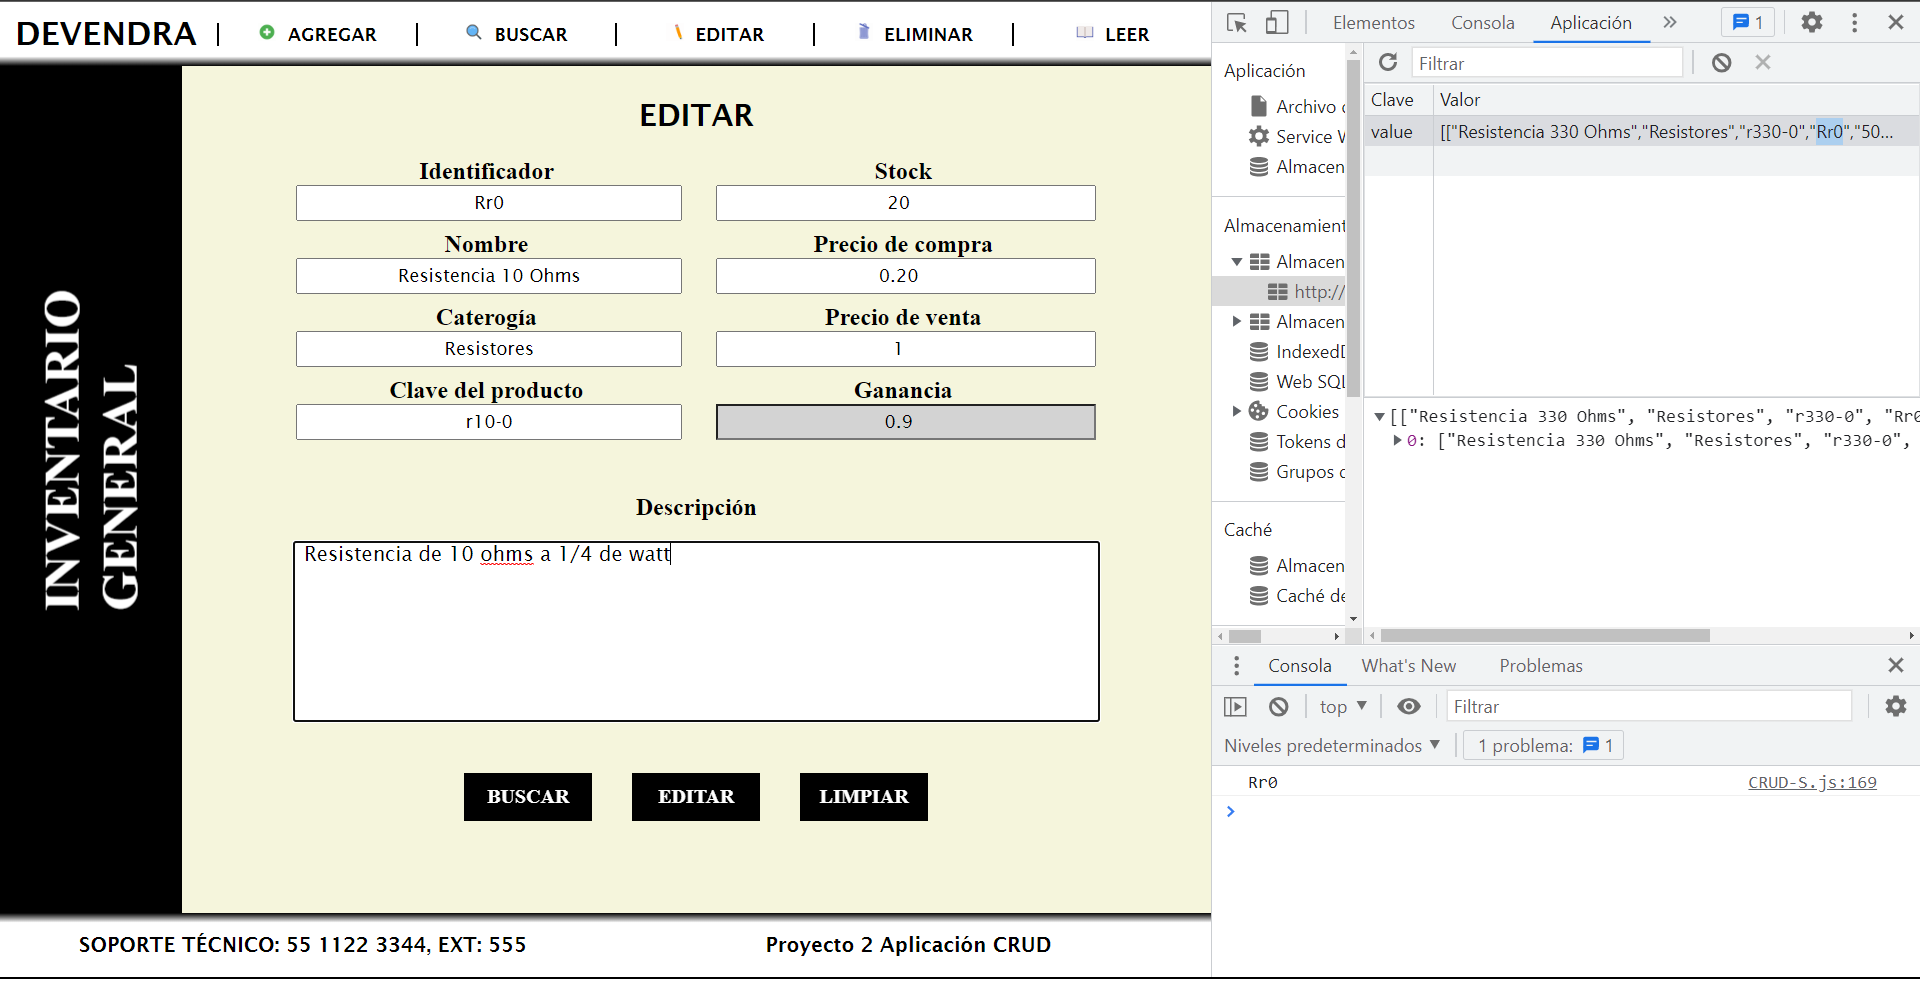 DEVENDRA | AGREGAR | BUSCAR | EDITAR | ELIMINAR | LEER
INVENTARIO
GENERAL
EDITAR
Identificador Stock
Rr0 20
Nombre Precio de compra
Resistencia 10 Ohms 0.20
Caterogía Precio de venta
Resistores 1
Clave del producto Ganancia
r10-0 0.9
Descripción
Resistencia de 10 ohms a 1/4 de watt
BUSCAR EDITAR LIMPIAR
SOPORTE TÉCNICO: 55 1122 3344, EXT: 555 Proyecto 2 Aplicación CRUD
Elementos Consola Aplicación » 1
Aplicación
Archivo
Service W
Almacen
Almacenamient
Almacen
http://
Almacen
IndexedD
Web SQL
Cookies
Tokens d
Grupos
Caché
Almacen
Caché de
Filtrar
Clave Valor
value [["Resistencia 330 Ohms","Resistores","r330-0","Rr0","50...
[["Resistencia 330 Ohms", "Resistores", "r330-0", "Rr0
0: ["Resistencia 330 Ohms", "Resistores", "r330-0",
Consola What's New Problemas
top Filtrar
Niveles predeterminados 1 problema: 1
Rr0 CRUD-S.js:169